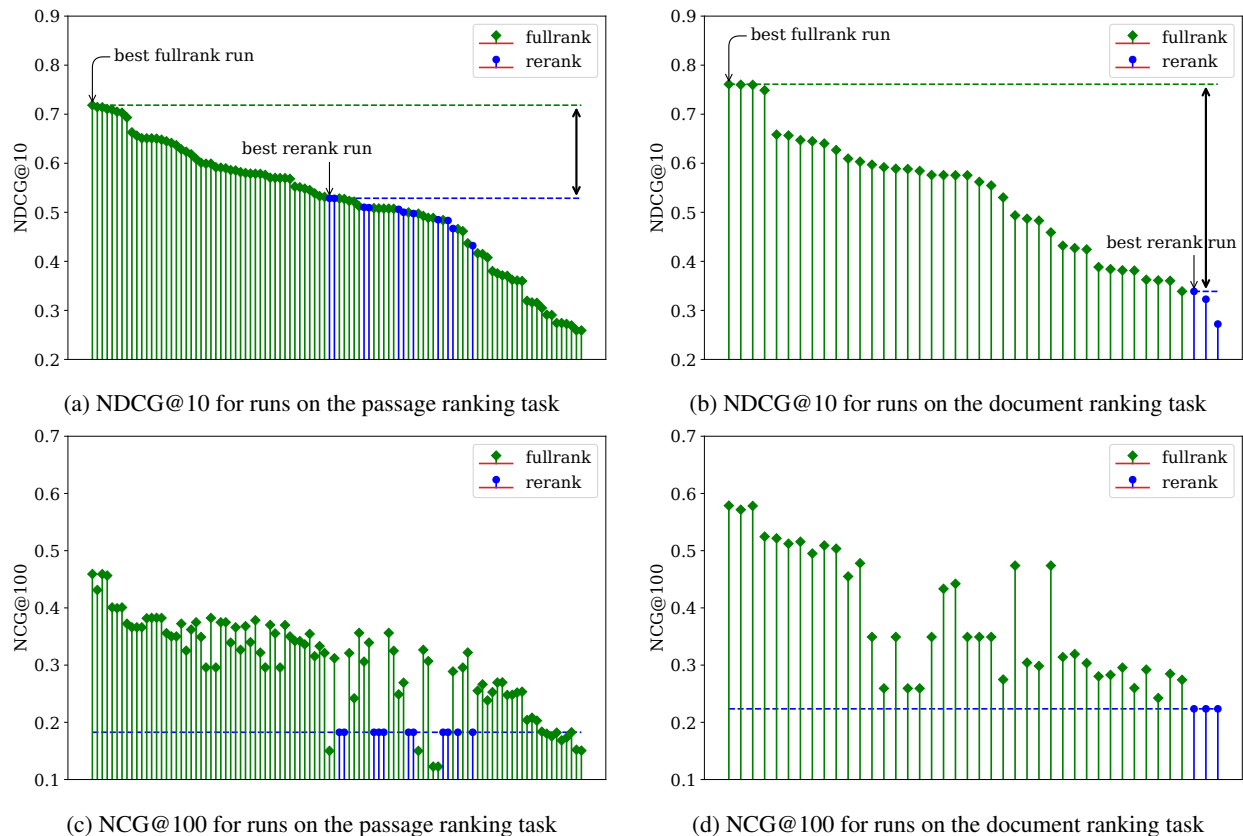 0.9
0.8
0.7
0.6
0.5
0.4
0.3
0.2
NDCG@10
best fullrank run
best rerank run
fullrank
rerank
(a) NDCG@10 for runs on the passage ranking task
0.9
0.8
0.7
0.6
0.5
0.4
0.3
0.2
NDCG@10
best fullrank run
best rerank run
fullrank
rerank
(b) NDCG@10 for runs on the document ranking task
0.7
0.6
0.5
0.4
0.3
0.2
0.1
NCG@100
fullrank
rerank
(c) NCG@100 for runs on the passage ranking task
0.7
0.6
0.5
0.4
0.3
0.2
0.1
NCG@100
fullrank
rerank
(d) NCG@100 for runs on the document ranking task